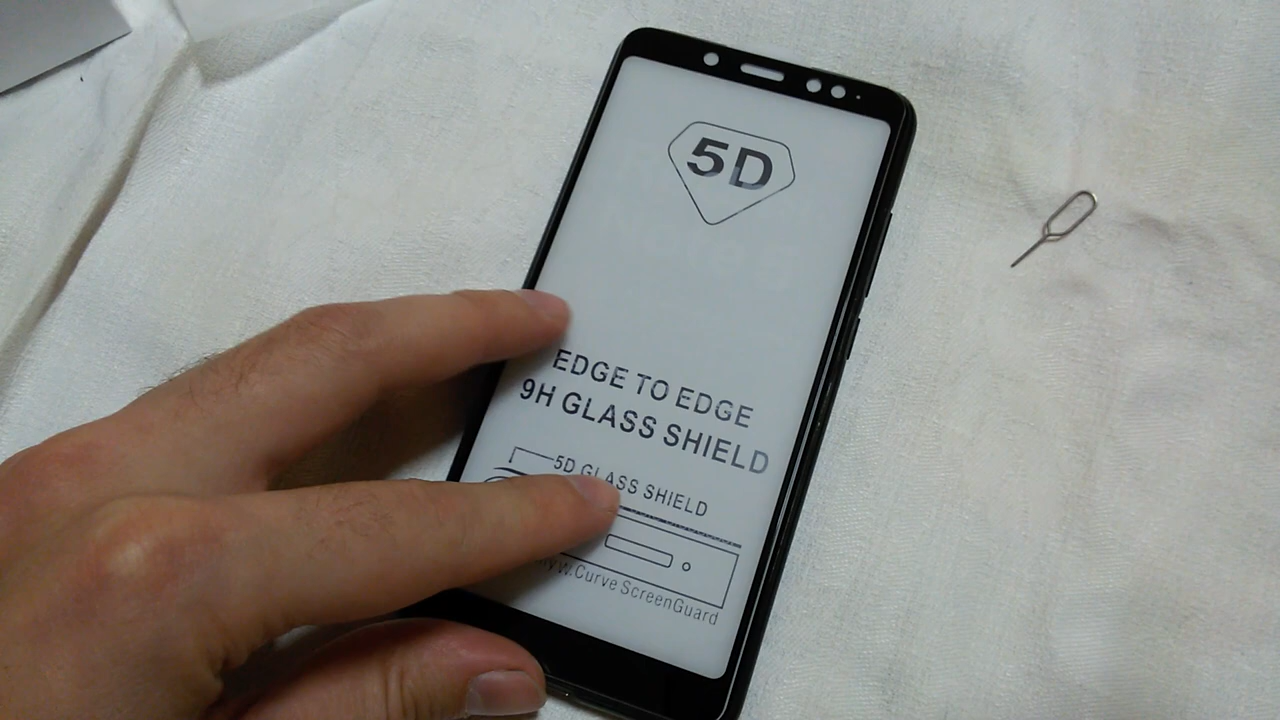 5D
EDGE TO EDGE
9H GLASS SHIELD
5D GLASS SHIELD
Curve ScreenGuard